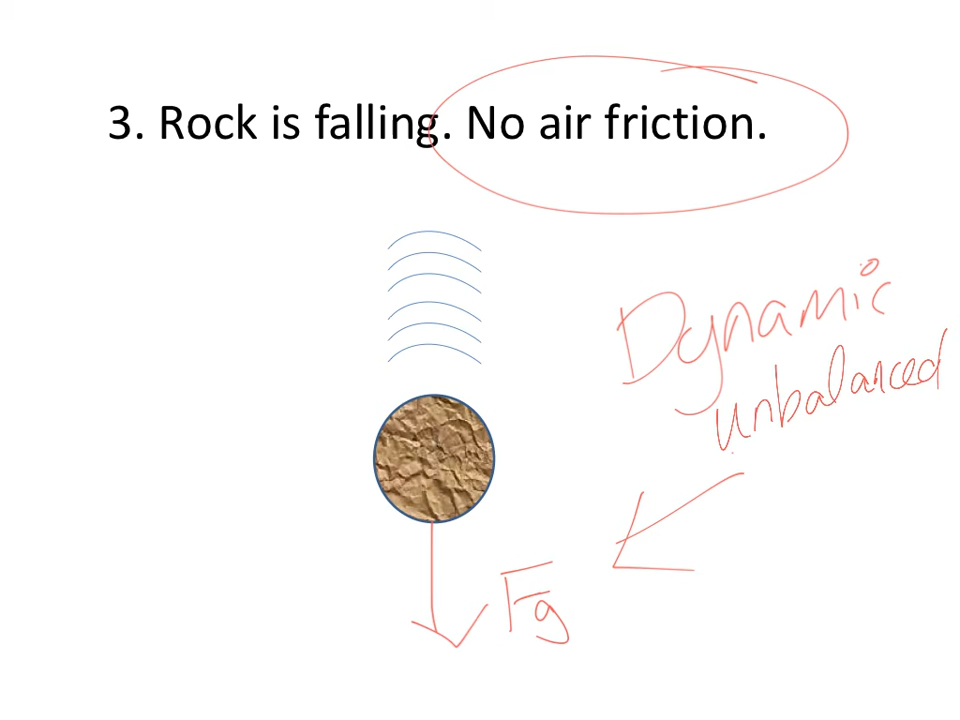 3. Rock is falling. No air friction.
Dynamic
unbalanced
Fg